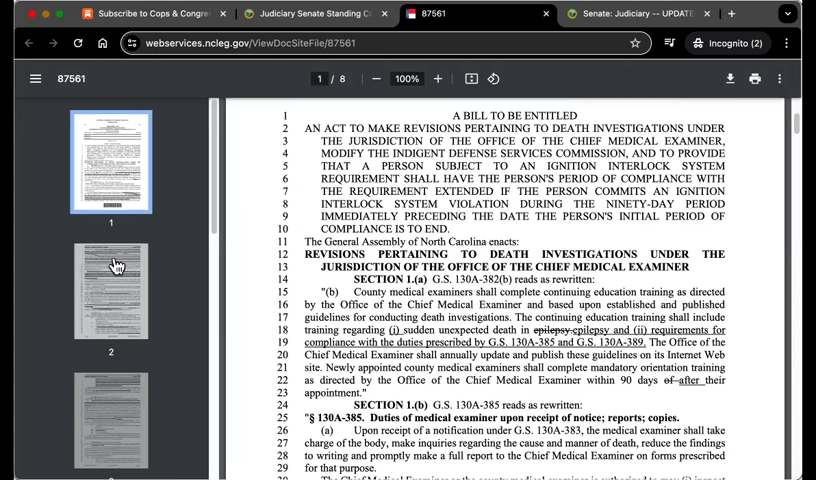 Subscribe to Cops & Congres
Judiciary Senate Standing C
87561
Senate: Judiciary -- UPDATE
webservices.ncleg.gov/ViewDocSiteFile/87561
Incognito (2)
87561
1 / 8
100%
1 A BILL TO BE ENTITLED
2 AN ACT TO MAKE REVISIONS PERTAINING TO DEATH INVESTIGATIONS UNDER
3 THE JURISDICTION OF THE OFFICE OF THE CHIEF MEDICAL EXAMINER,
4 MODIFY THE INDIGENT DEFENSE SERVICES COMMISSION, AND TO PROVIDE
5 THAT A PERSON SUBJECT TO AN IGNITION INTERLOCK SYSTEM
6 REQUIREMENT SHALL HAVE THE PERSON'S PERIOD OF COMPLIANCE WITH
7 THE REQUIREMENT EXTENDED IF THE PERSON COMMITS AN IGNITION
8 INTERLOCK SYSTEM VIOLATION DURING THE NINETY-DAY PERIOD
9 IMMEDIATELY PRECEDING THE DATE THE PERSON'S INITIAL PERIOD OF
10 COMPLIANCE IS TO END.
11 The General Assembly of North Carolina enacts:
12 REVISIONS PERTAINING TO DEATH INVESTIGATIONS UNDER THE
13 JURISDICTION OF THE OFFICE OF THE CHIEF MEDICAL EXAMINER
14 SECTION 1.(a) G.S. 130A-382(b) reads as rewritten:
15 "(b) County medical examiners shall complete continuing education training as directed
16 by the Office of the Chief Medical Examiner and based upon established and published
17 guidelines for conducting death investigations. The continuing education training shall include
18 training regarding (i) sudden unexpected death in epilepsy.epilepsy and (ii) requirements for
19 compliance with the duties prescribed by G.S. 130A-385 and G.S. 130A-389. The Office of the
20 Chief Medical Examiner shall annually update and publish these guidelines on its Internet Web
21 site. Newly appointed county medical examiners shall complete mandatory orientation training
22 as directed by the Office of the Chief Medical Examiner within 90 days of after their
23 appointment."
24 SECTION 1.(b) G.S. 130A-385 reads as rewritten:
25 "§ 130A-385. Duties of medical examiner upon receipt of notice; reports; copies.
26 (a) Upon receipt of a notification under G.S. 130A-383, the medical examiner shall take
27 charge of the body, make inquiries regarding the cause and manner of death, reduce the findings
28 to writing and promptly make a full report to the Chief Medical Examiner on forms prescribed
29 for that purpose.
1
2